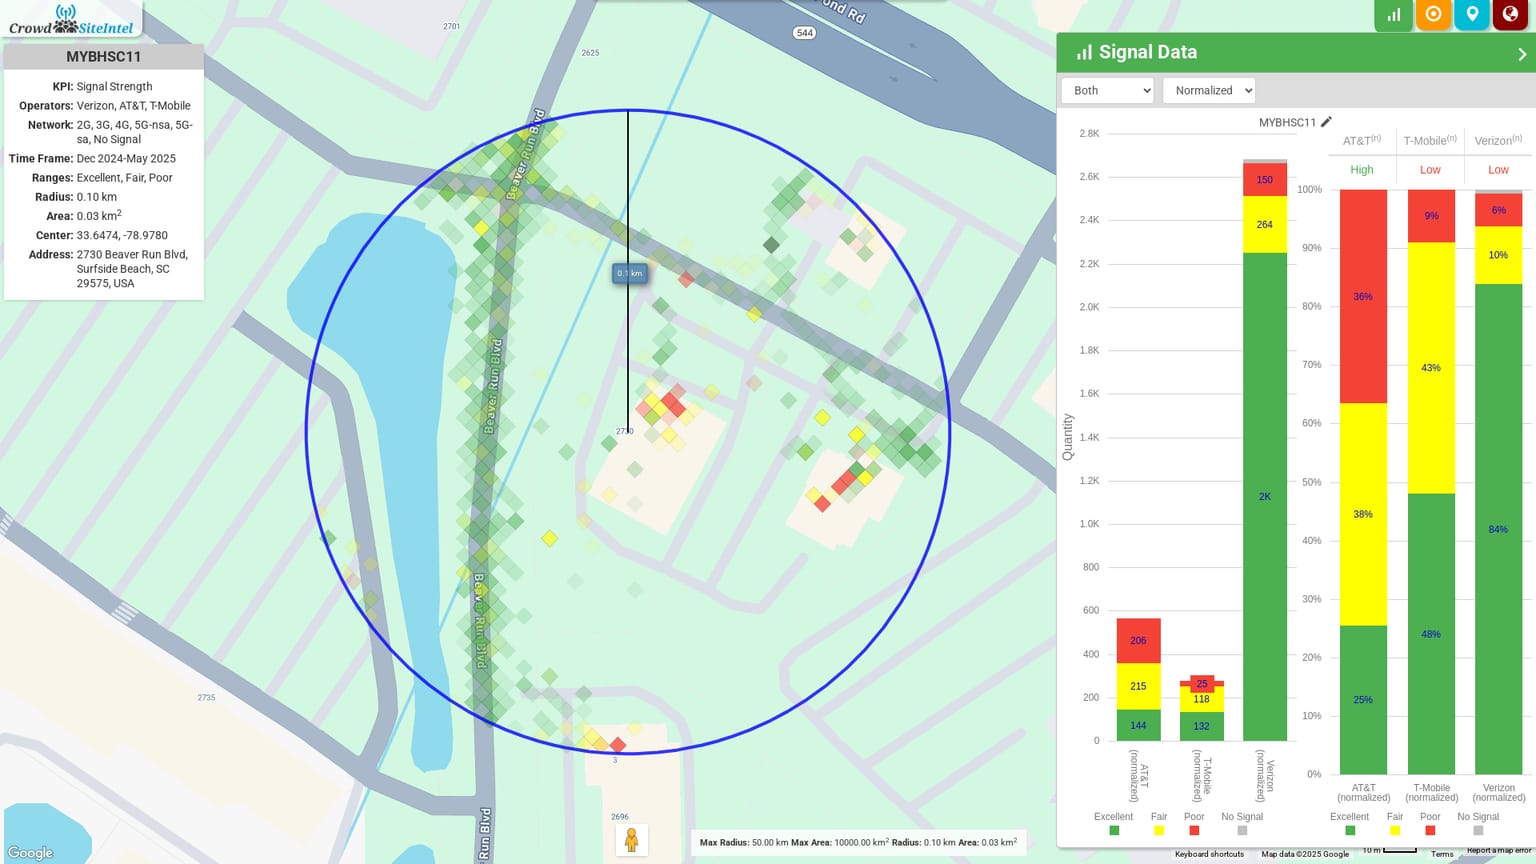 Crowd SiteIntel
MYBHSC11
KPI: Signal Strength
Operators: Verizon, AT&T, T-Mobile
Network: 2G, 3G, 4G, 5G-nsa, 5G-
sa, No Signal
Time Frame: Dec 2024-May 2025
Ranges: Excellent, Fair, Poor
Radius: 0.10 km
Area: 0.03 km²
Center: 33.6474, -78.9780
Address: 2730 Beaver Run Blvd,
Surfside Beach, SC
29575, USA
2701
2625
ond Rd
544
Beaver Run Blvd
0.1 km
Beaver Run Blvd
2730
Beaver Run Blvd
2735
3
2696
Run Blvd
Google
Max Radius: 50.00 km Max Area: 10000.00 km² Radius: 0.10 km Area: 0.03 km²
Keyboard shortcuts
Map data ©2025 Google
10 m
Terms
Report a map error
Signal Data
Both
Normalized
MYBHSC11
Quantity
2.8K
2.6K
2.4K
2.2K
2.0K
1.8K
1.6K
1.4K
1.2K
1.0K
800
600
400
200
0
206
215
144
25
118
132
150
264
2K
AT&T
(normalized)
T-Mobile
(normalized)
Verizon
(normalized)
Excellent
Fair
Poor
No Signal
AT&T(n)
T-Mobile(n)
Verizon(n)
High
Low
Low
100%
90%
80%
70%
60%
50%
40%
30%
20%
10%
0%
36%
38%
25%
9%
43%
48%
6%
10%
84%
AT&T
(normalized)
T-Mobile
(normalized)
Verizon
(normalized)
Excellent
Fair
Poor
No Signal